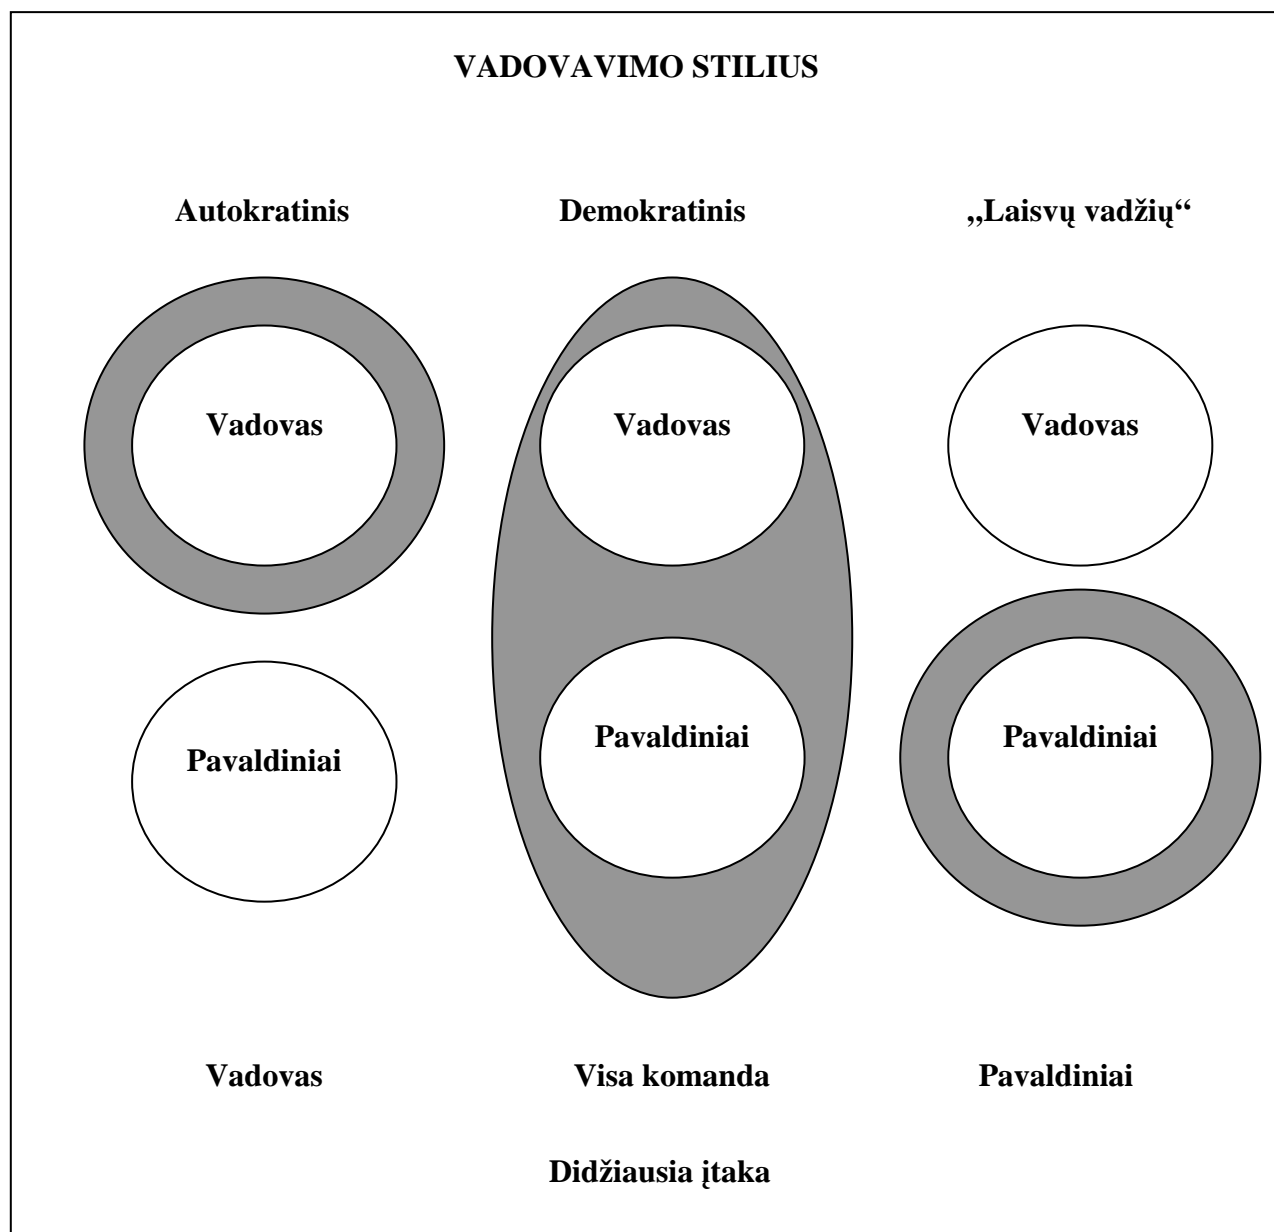 VADOVAVIMO STILIUS
Autokratinis Demokratinis „Laisvų vadžių“
Vadovas Vadovas Vadovas
Pavaldiniai Pavaldiniai Pavaldiniai
Vadovas Visa komanda Pavaldiniai
Didžiausia įtaka